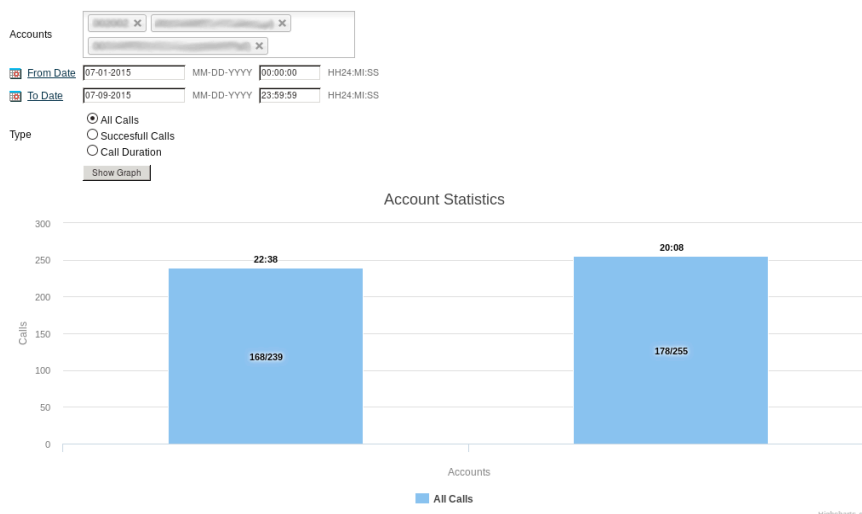 Accounts
002002 ×
×
×
From Date 07-01-2015 MM-DD-YYYY 00:00:00 HH24:MI:SS
To Date 07-09-2015 MM-DD-YYYY 23:59:59 HH24:MI:SS
Type
All Calls
Succesfull Calls
Call Duration
Show Graph
Account Statistics
300
250
200
150
100
50
0
Calls
22:38
168/239
20:08
178/255
Accounts
All Calls